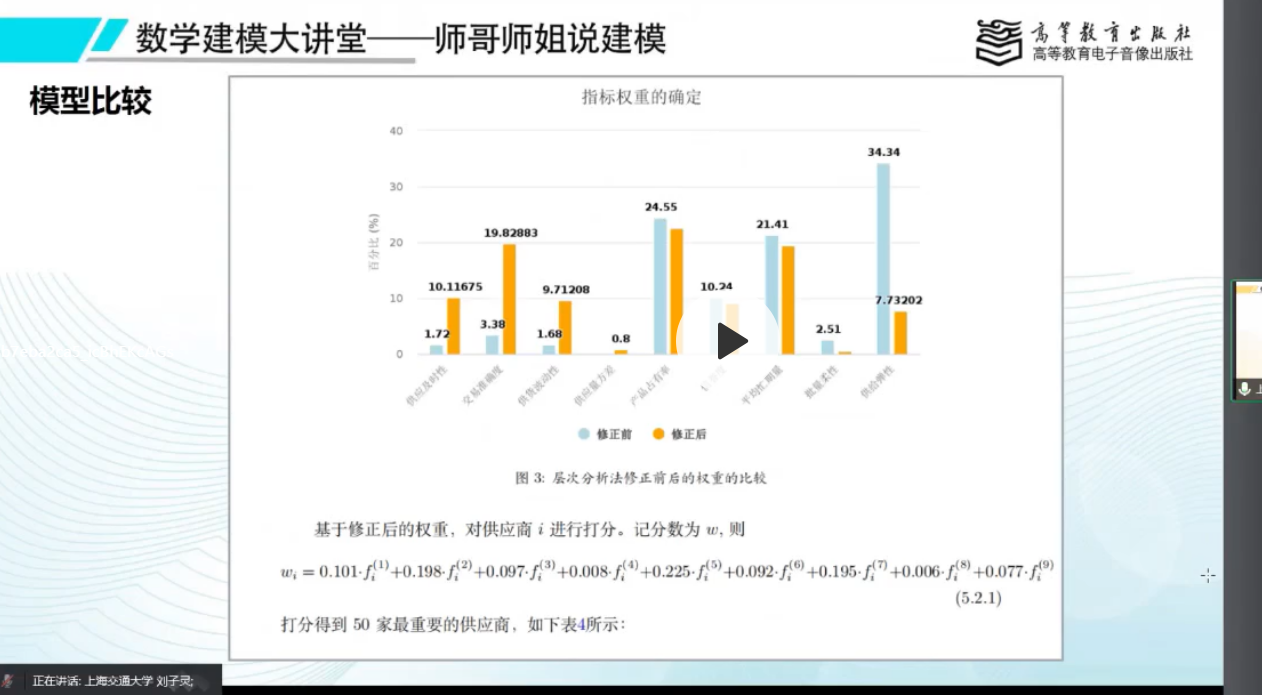 数学建模大讲堂——师哥师姐说建模
高等教育出版社
高等教育电子音像出版社
模型比较
指标权重的确定
百分比 (%)
40
30
20
10
0
1.72
10.11675
3.38
19.82883
1.68
9.71208
0.8
24.55
10.24
21.41
2.51
34.34
7.73202
供应及时性
交易准确度
供货波动性
供应量方差
产品占有率
平均忙期量
批量柔性
供给弹性
修正前 修正后
图 3: 层次分析法修正前后的权重的比较
基于修正后的权重，对供应商 i 进行打分。记分数为 w, 则
w_i = 0.101·f_i^(1)+0.198·f_i^(2)+0.097·f_i^(3)+0.008·f_i^(4)+0.225·f_i^(5)+0.092·f_i^(6)+0.195·f_i^(7)+0.006·f_i^(8)+0.077·f_i^(9)
(5.2.1)
打分得到 50 家最重要的供应商，如下表4所示：
正在讲话: 上海交通大学 刘子灵;